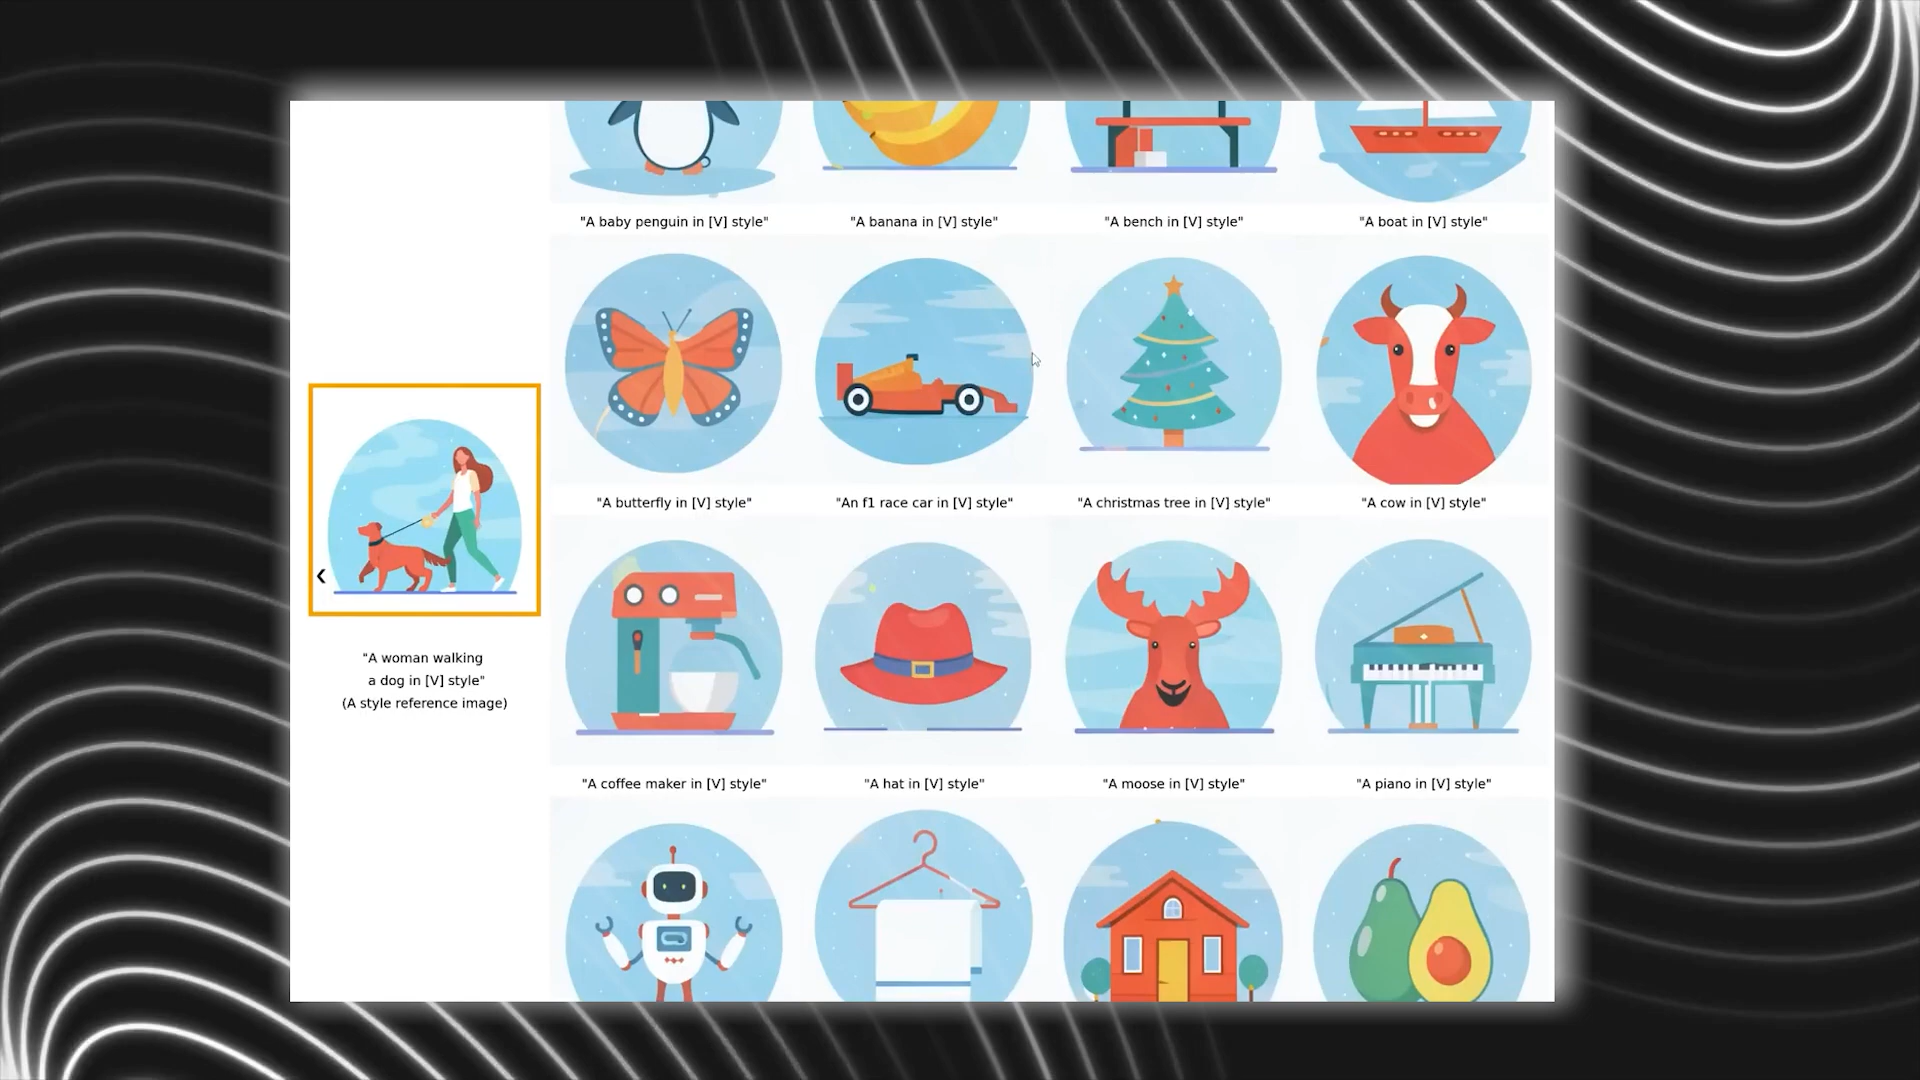 "A baby penguin in [V] style"
"A banana in [V] style"
"A bench in [V] style"
"A boat in [V] style"
"A butterfly in [V] style"
"An f1 race car in [V] style"
"A christmas tree in [V] style"
"A cow in [V] style"
"A woman walking
a dog in [V] style"
(A style reference image)
"A coffee maker in [V] style"
"A hat in [V] style"
"A moose in [V] style"
"A piano in [V] style"